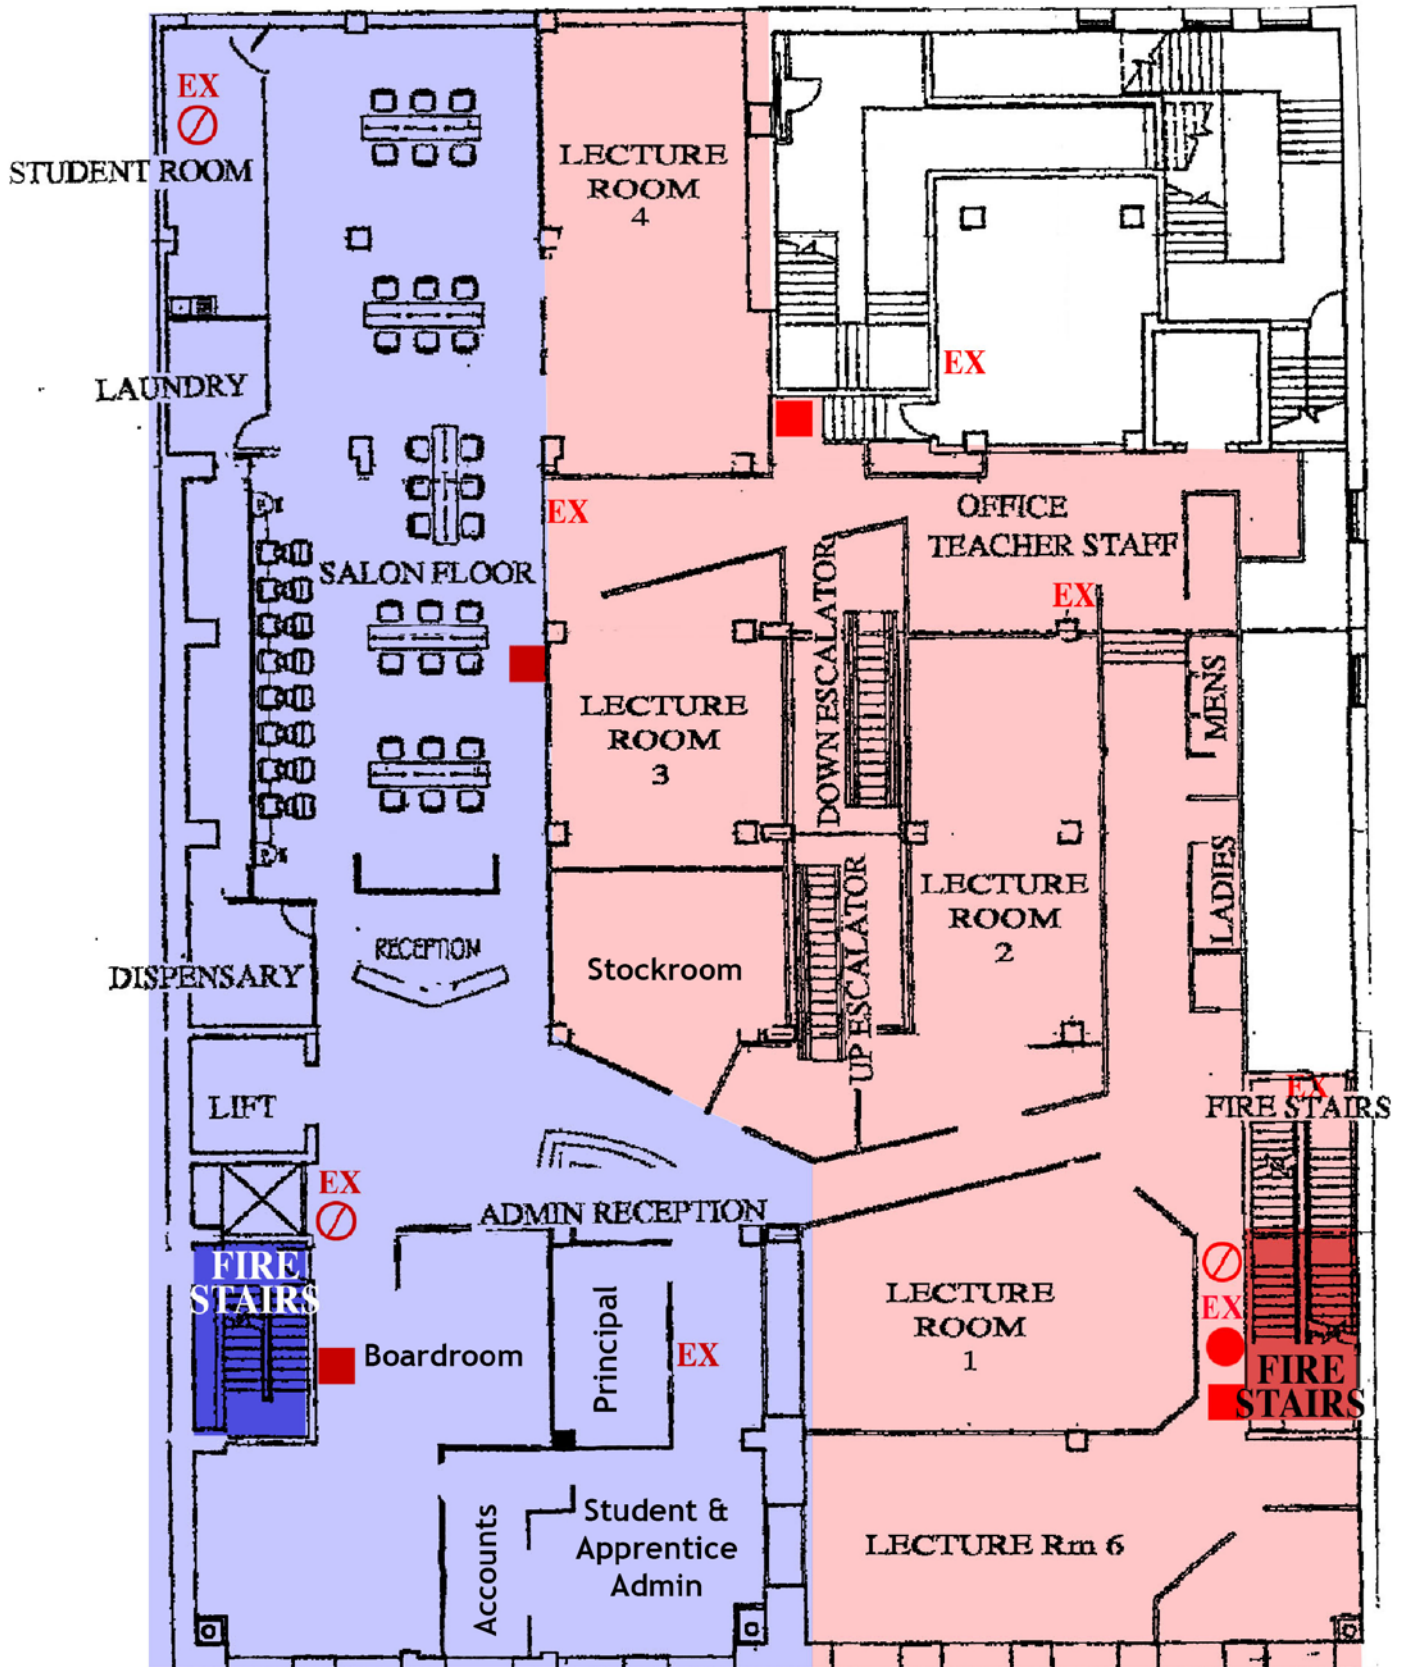 EX
STUDENT ROOM
LAUNDRY
LECTURE
ROOM
4
EX
EX
OFFICE
TEACHER STAFF
EX
SALON FLOOR
DOWN ESCALATOR
MENS
LECTURE
ROOM
3
LECTURE
ROOM
2
LADIES
UP ESCALATOR
RECEPTION
Stockroom
DISPENSARY
LIFT
EX
FIRE STAIRS
EX
ADMIN RECEPTION
FIRE
STAIRS
Boardroom
Principal
EX
LECTURE
ROOM
1
EX
FIRE
STAIRS
Accounts
Student &
Apprentice
Admin
LECTURE Rm 6